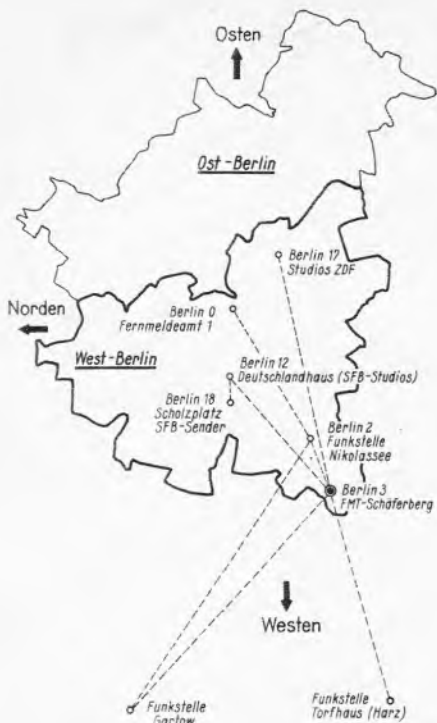 Osten
Ost-Berlin
Berlin 17
Studios ZDF
Norden
Berlin 0
Fernmeldeamt 1
West-Berlin
Berlin 12
Deutschlandhaus (SFB-Studios)
Berlin 18
Scholzplatz
SFB-Sender
Berlin 2
Funkstelle
Nikolassee
Berlin 3
FMT-Schäferberg
Westen
Funkstelle
Gartow
Funkstelle
Torfhaus (Harz)